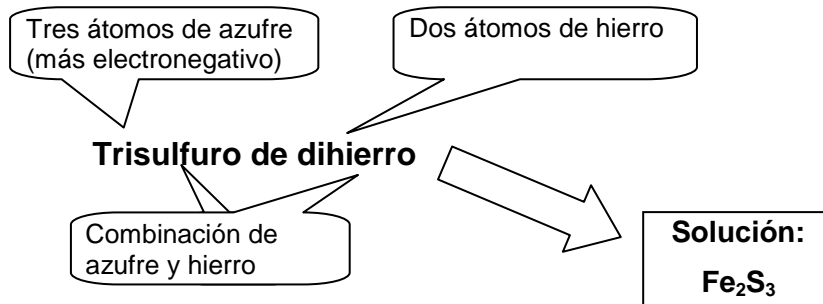 Tres átomos de azufre
(más electronegativo)
Dos átomos de hierro
Trisulfuro de dihierro
Combinación de
azufre y hierro
Solución:
Fe₂S₃